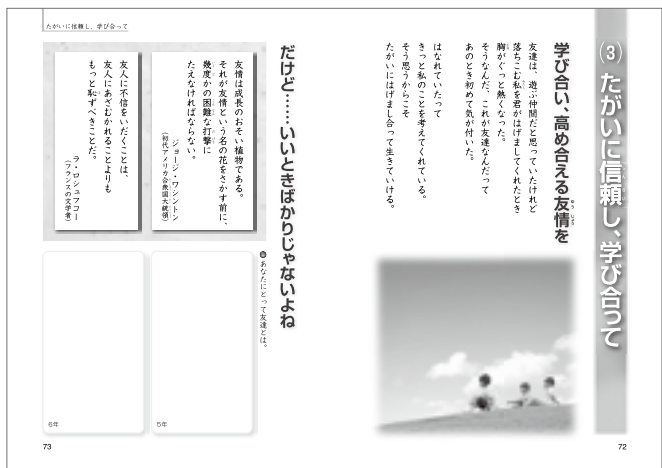 (3) たがいに信頼し、学び合って
学び合い、高め合える友情を
友達は、遊ぶ仲間だと思っていたけれど
落ちこむ私を君がはげましてくれたとき
胸がぐっと熱くなった。
そうなんだ、これが友達なんだって
あのとき初めて気が付いた。
はなれていたって
きっと私のことを考えてくれている。
そう思うからこそ
たがいにはげまし合って生きていける。
72
たがいに信頼し、学び合って
だけど……いいときばかりじゃないよね
友情は成長のおそい植物である。
それが友情という名の花をさかす前に、
幾度かの困難な打撃に
たえなければならない。
ジョージ・ワシントン
(初代アメリカ合衆国大統領)
友人に不信をいだくことは、
友人にあざむかれることよりも
もっと恥ずべきことだ。
ラ・ロシュフコー
(フランスの文学者)
あなたにとって友達とは。
5年
6年
73